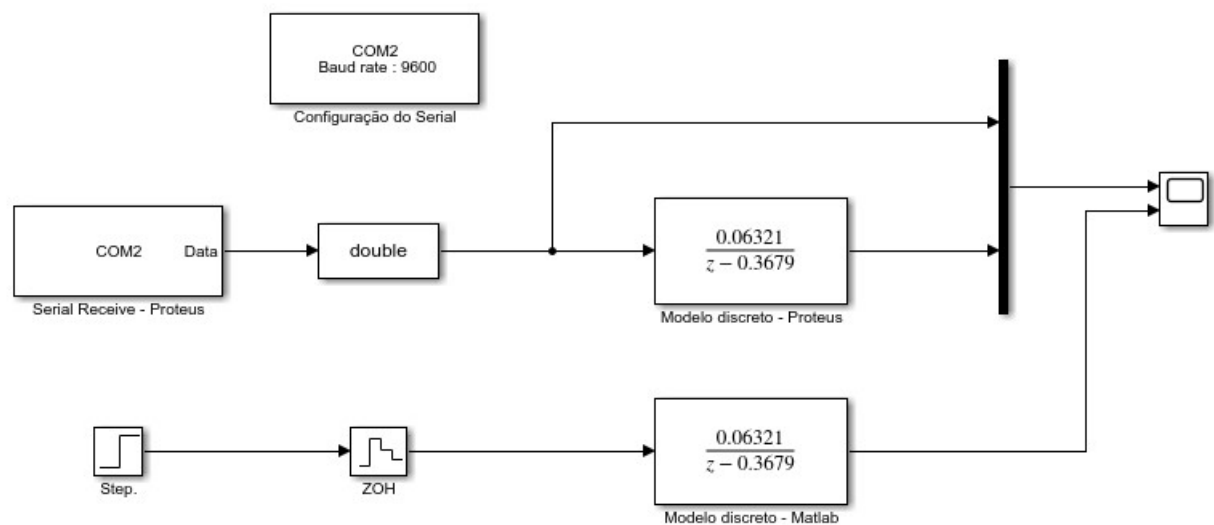 COM2
Baud rate : 9600
Configuração do Serial
COM2
Data
double
0.06321
z − 0.3679
Serial Receive - Proteus
Modelo discreto - Proteus
0.06321
z − 0.3679
Step.
ZOH
Modelo discreto - Matlab